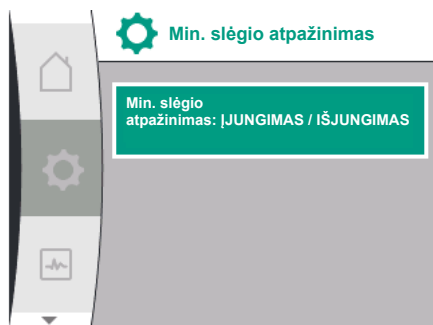 Min. slėgio atpažinimas
Min. slėgio
atpažinimas: ĮJUNGIMAS / IŠJUNGIMAS